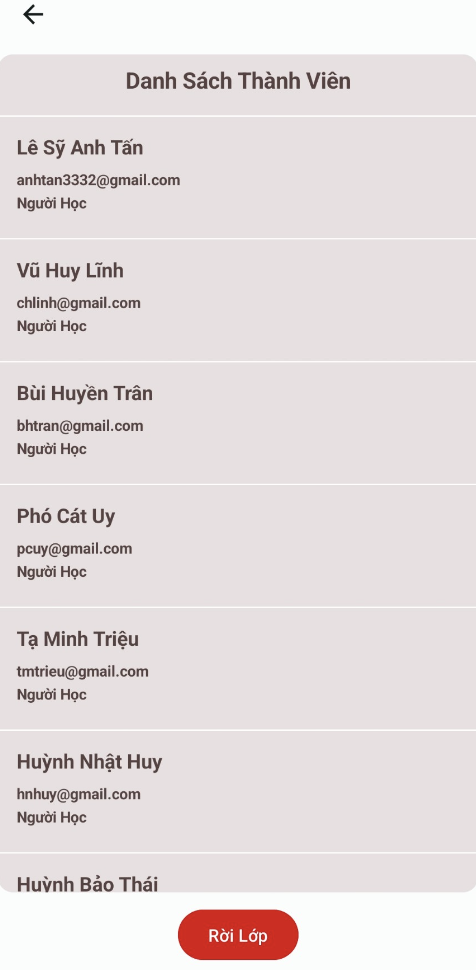 Danh Sách Thành Viên
Lê Sỹ Anh Tấn
anhtan3332@gmail.com
Người Học
Vũ Huy Lĩnh
chlinh@gmail.com
Người Học
Bùi Huyền Trân
bhtran@gmail.com
Người Học
Phó Cát Uy
pcuy@gmail.com
Người Học
Tạ Minh Triệu
tmtrieu@gmail.com
Người Học
Huỳnh Nhật Huy
hnhuy@gmail.com
Người Học
Huỳnh Bảo Thái
Rời Lớp